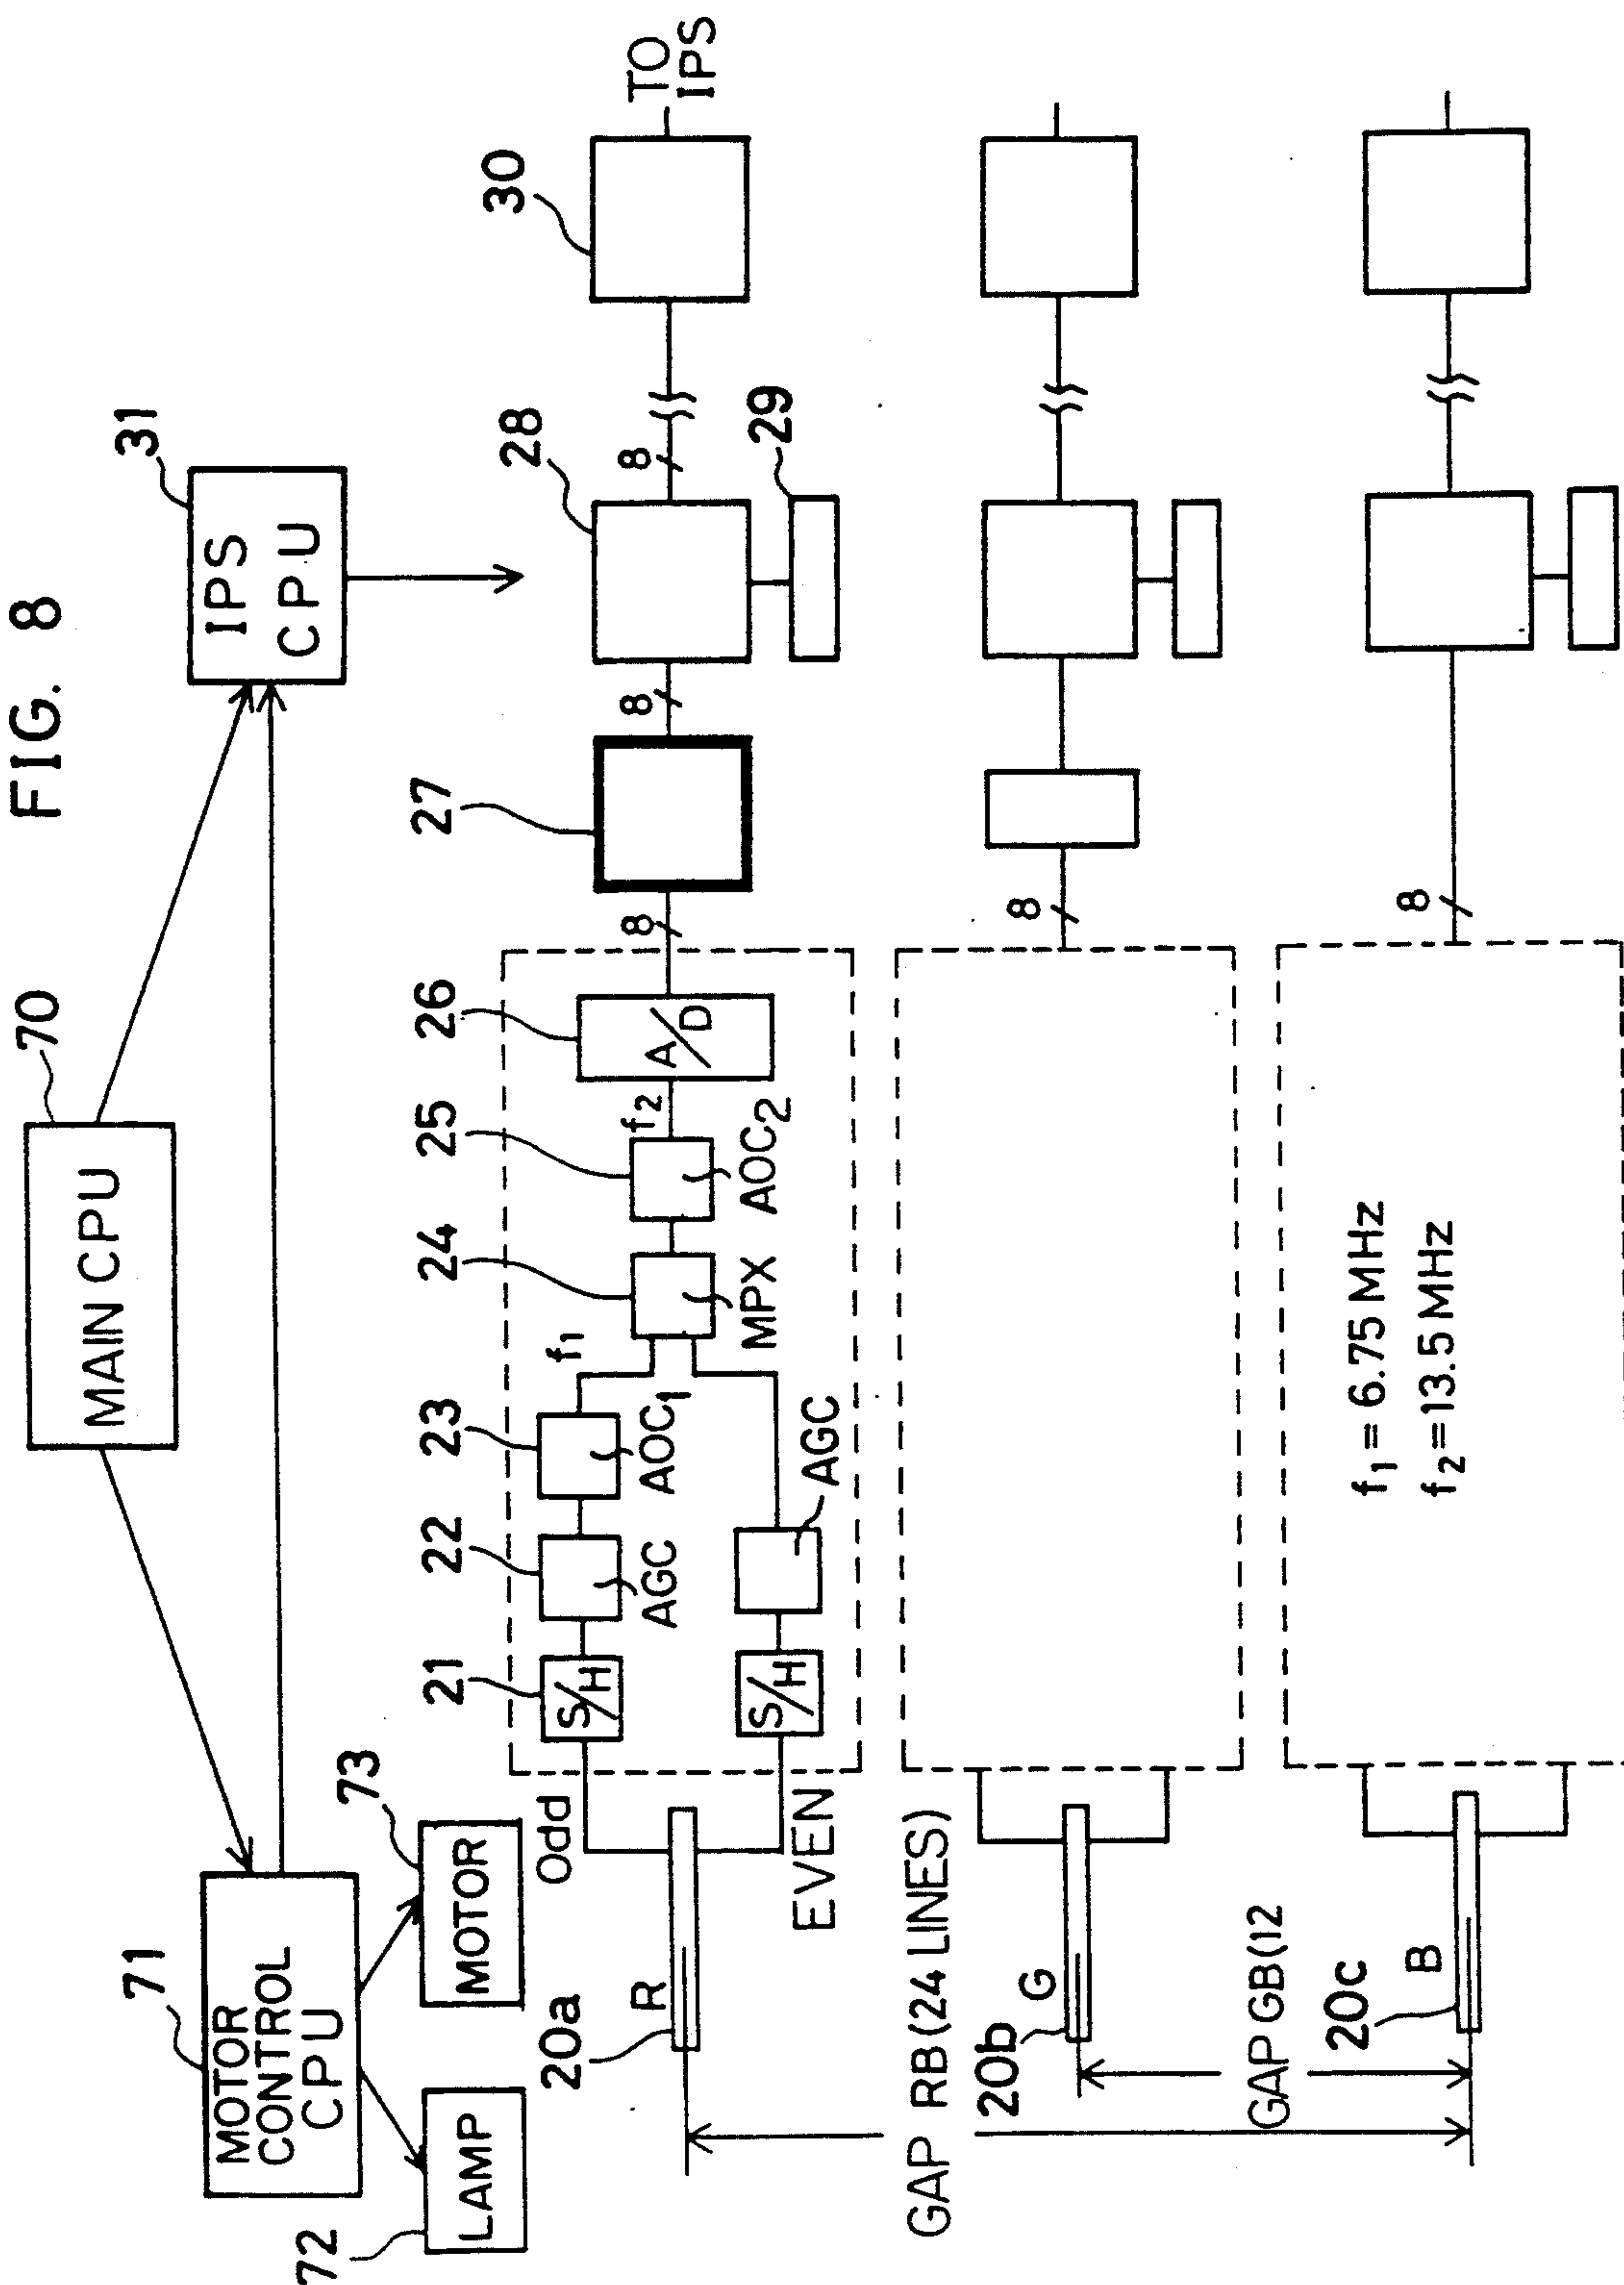 FIG. 8
70
MAIN CPU
71
MOTOR
CONTROL
CPU
31
IPS
CPU
72
LAMP
73
MOTOR
20a
R
Odd
EVEN
21
S/H
22
AGC
23
AOC1
f1
24
MPX
25
AOC2
f2
26
A/D
8
27
8
28
8
29
30
TO
IPS
S/H
AGC
GAP RB (24 LINES)
20b
G
8
GAP GB (12
20c
B
f1 = 6.75 MHz
f2 = 13.5 MHz
8